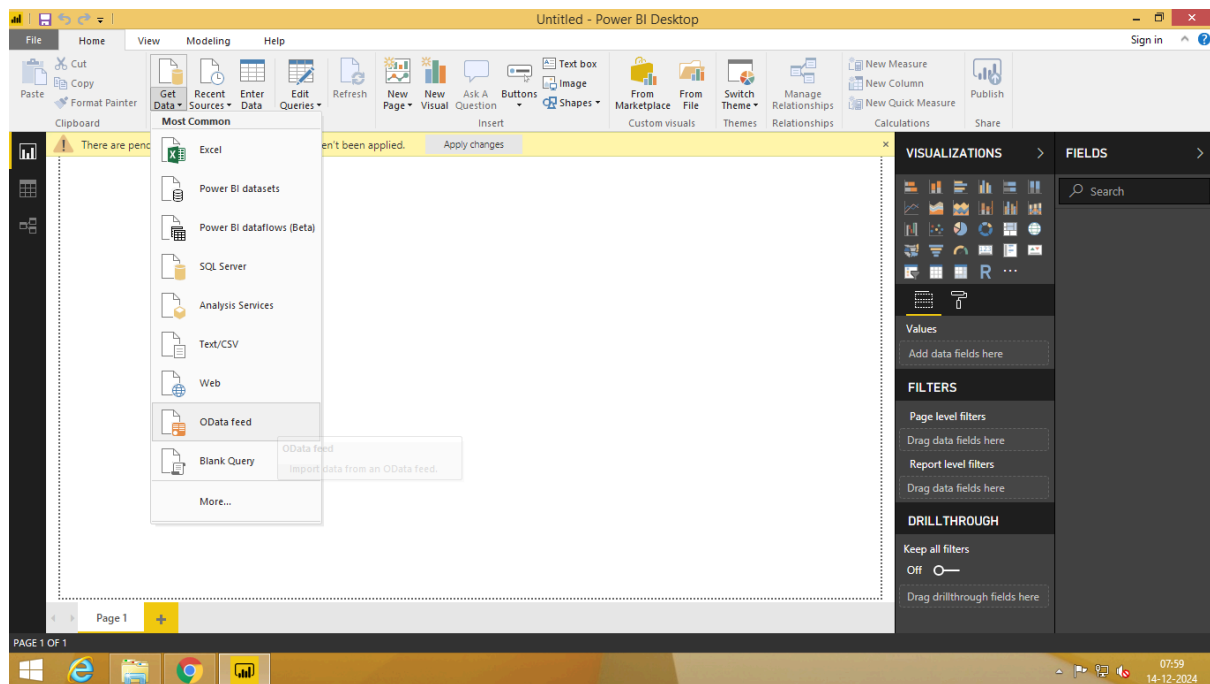 Untitled - Power BI Desktop
File Home View Modeling Help Sign in
Paste
Cut
Copy
Format Painter
Clipboard
Get Data
Recent Sources
Enter Data
Edit Queries
Refresh
New Page
New Visual
Ask A Question
Buttons
Text box
Image
Shapes
Insert
From Marketplace
From File
Custom visuals
Switch Theme
Themes
Manage Relationships
Relationships
New Measure
New Column
New Quick Measure
Calculations
Publish
Share
Most Common
Excel
Power BI datasets
Power BI dataflows (Beta)
SQL Server
Analysis Services
Text/CSV
Web
OData feed
Blank Query
More...
OData feed
Import data from an OData feed.
There are pen
en't been applied.
Apply changes
VISUALIZATIONS
R
Values
Add data fields here
FILTERS
Page level filters
Drag data fields here
Report level filters
Drag data fields here
DRILLTHROUGH
Keep all filters
Off
Drag drillthrough fields here
FIELDS
Search
Page 1
PAGE 1 OF 1
07:59
14-12-2024